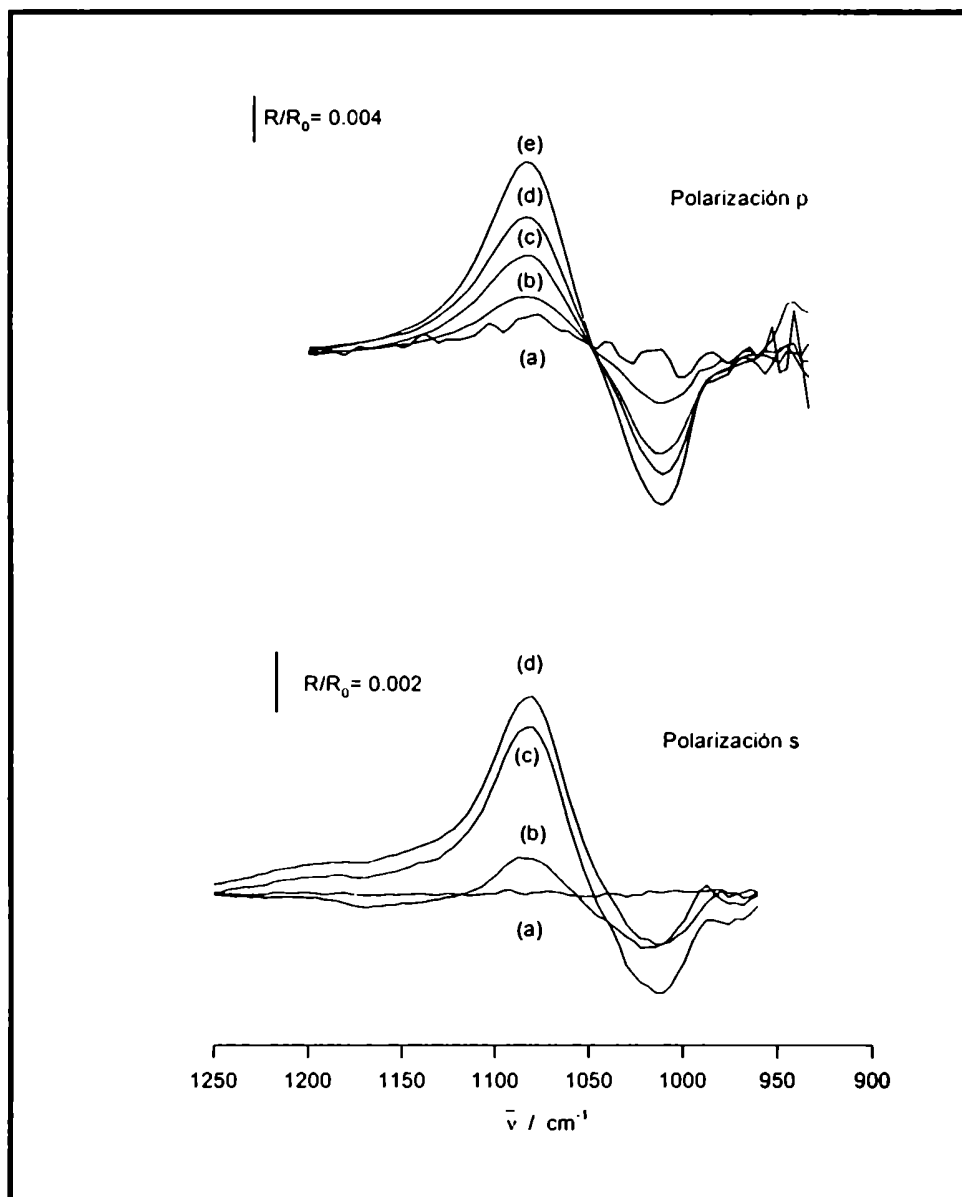 R/R₀= 0.004
(e)
(d)
(c)
(b)
(a)
Polarización p
R/R₀= 0.002
(d)
(c)
(b)
(a)
Polarización s
1250 1200 1150 1100 1050 1000 950 900
ν̅ / cm⁻¹